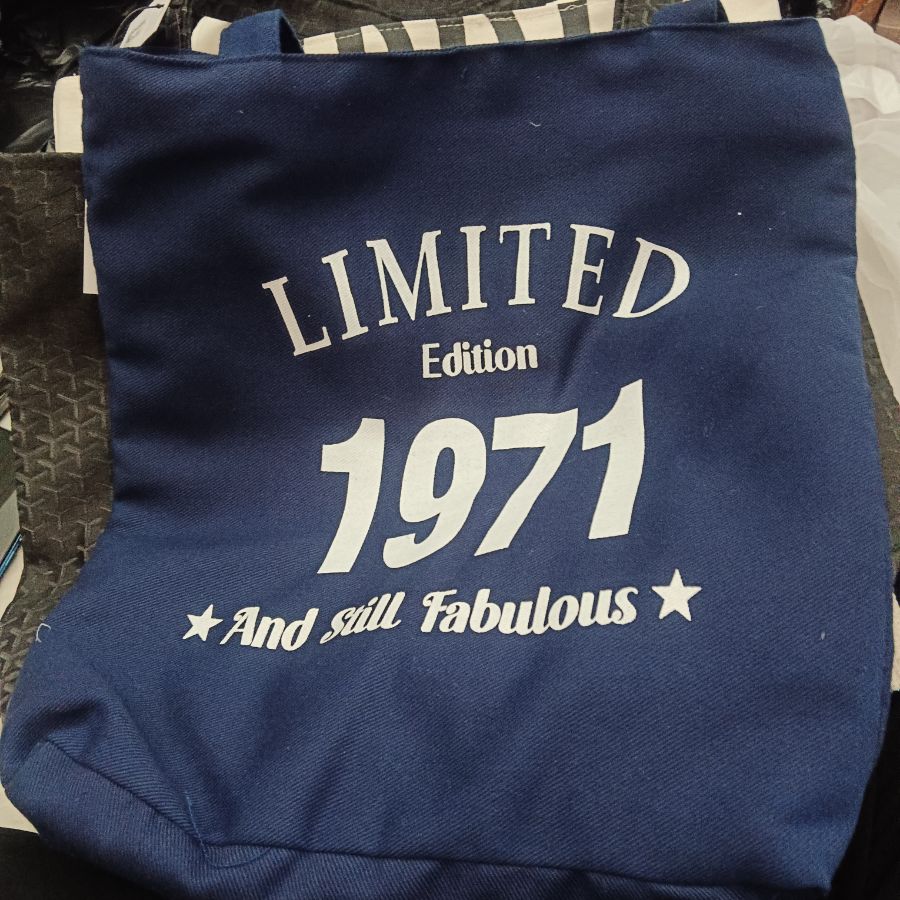 LIMITED
Edition
1971
And Still Fabulous